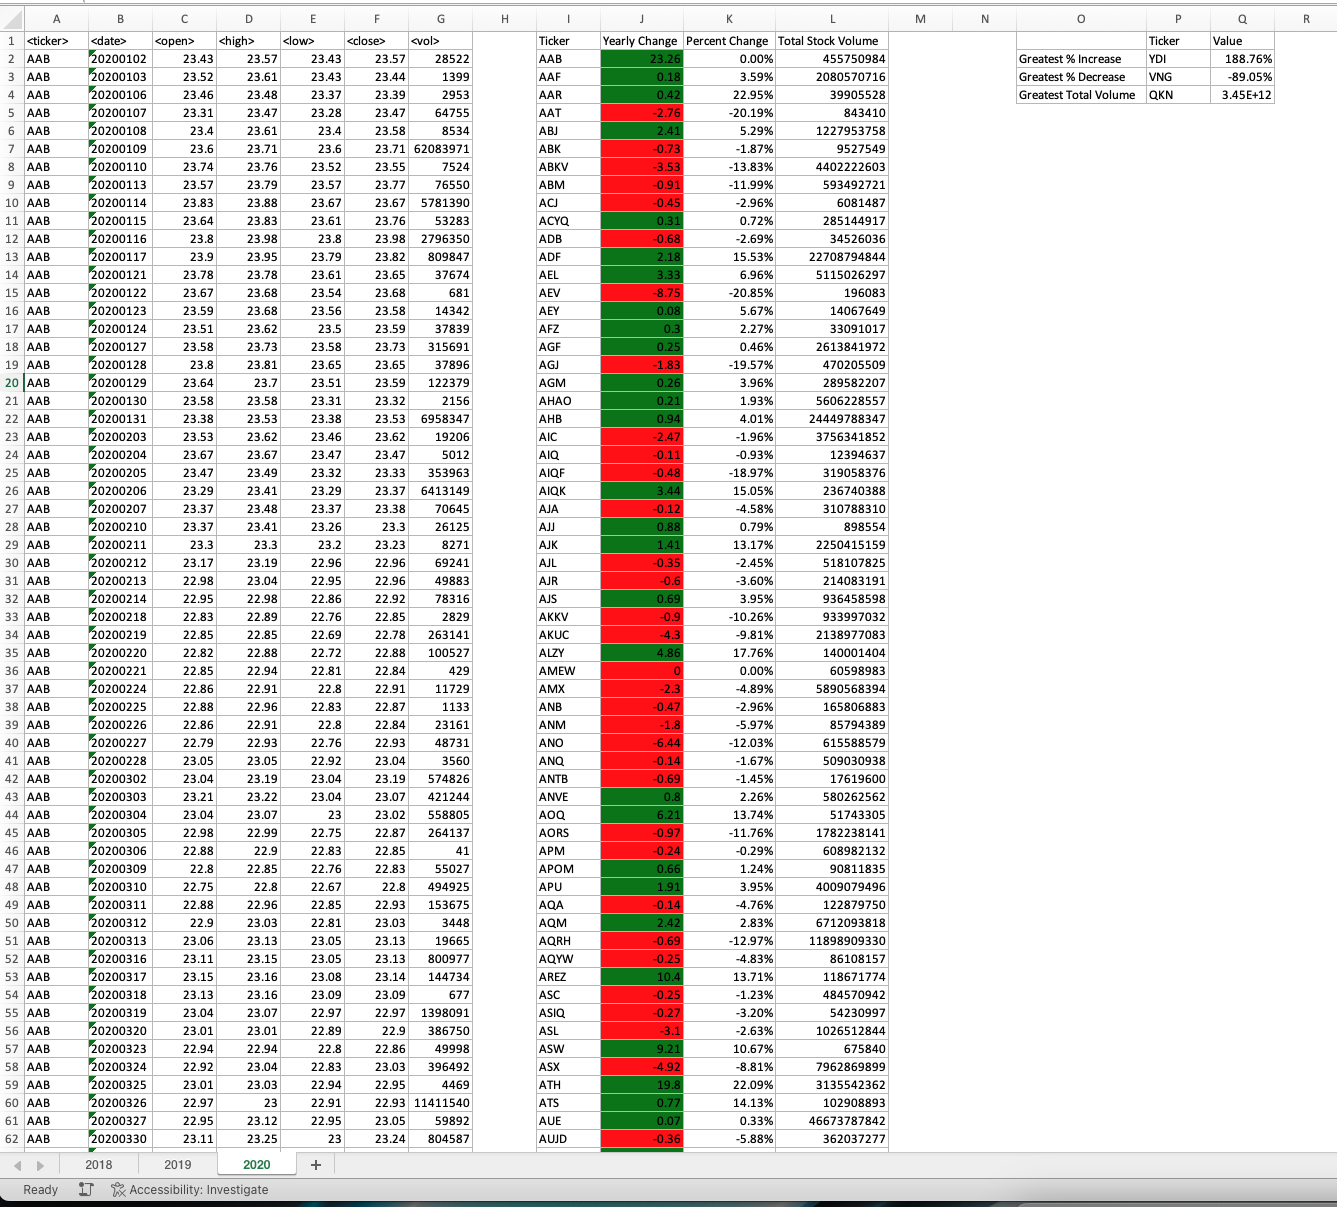 A B C D E F G H I J K L M N O P Q R
1 <ticker> <date> <open> <high> <low> <close> <vol> Ticker Yearly Change Percent Change Total Stock Volume Ticker Value
2 AAB 20200102 23.43 23.57 23.43 23.57 28522 AAB 23.26 0.00% 455750984 Greatest % Increase YDI 188.76%
3 AAB 20200103 23.52 23.61 23.43 23.44 1399 AAF 0.18 3.59% 2080570716 Greatest % Decrease VNG -89.05%
4 AAB 20200106 23.46 23.48 23.37 23.39 2953 AAR 0.42 22.95% 39905528 Greatest Total Volume QKN 3.45E+12
5 AAB 20200107 23.31 23.47 23.28 23.47 64755 AAT -2.76 -20.19% 843410
6 AAB 20200108 23.4 23.61 23.4 23.58 8534 ABJ 2.41 5.29% 1227953758
7 AAB 20200109 23.6 23.71 23.6 23.71 62083971 ABK -0.73 -1.87% 9527549
8 AAB 20200110 23.74 23.76 23.52 23.55 7524 ABKV -3.53 -13.83% 4402222603
9 AAB 20200113 23.57 23.79 23.57 23.77 76550 ABM -0.91 -11.99% 593492721
10 AAB 20200114 23.83 23.88 23.67 23.67 5781390 ACJ -0.45 -2.96% 6081487
11 AAB 20200115 23.64 23.83 23.61 23.76 53283 ACYQ 0.31 0.72% 285144917
12 AAB 20200116 23.8 23.98 23.8 23.98 2796350 ADB -0.68 -2.69% 34526036
13 AAB 20200117 23.9 23.95 23.79 23.82 809847 ADF 2.18 15.53% 22708794844
14 AAB 20200121 23.78 23.78 23.61 23.65 37674 AEL 3.33 6.96% 5115026297
15 AAB 20200122 23.67 23.68 23.54 23.68 681 AEV -8.75 -20.85% 196083
16 AAB 20200123 23.59 23.68 23.56 23.58 14342 AEY 0.08 5.67% 14067649
17 AAB 20200124 23.51 23.62 23.5 23.59 37839 AFZ 0.3 2.27% 33091017
18 AAB 20200127 23.58 23.73 23.58 23.73 315691 AGF 0.25 0.46% 2613841972
19 AAB 20200128 23.8 23.81 23.65 23.65 37896 AGJ -1.83 -19.57% 470205509
20 AAB 20200129 23.64 23.7 23.51 23.59 122379 AGM 0.26 3.96% 289582207
21 AAB 20200130 23.58 23.58 23.31 23.32 2156 AHAO 0.21 1.93% 5606228557
22 AAB 20200131 23.38 23.53 23.38 23.53 6958347 AHB 0.94 4.01% 24449788347
23 AAB 20200203 23.53 23.62 23.46 23.62 19206 AIC -2.47 -1.96% 3756341852
24 AAB 20200204 23.67 23.67 23.47 23.47 5012 AIQ -0.11 -0.93% 12394637
25 AAB 20200205 23.47 23.49 23.32 23.33 353963 AIQF -0.48 -18.97% 319058376
26 AAB 20200206 23.29 23.41 23.29 23.37 6413149 AIQK 3.44 15.05% 236740388
27 AAB 20200207 23.37 23.48 23.37 23.38 70645 AJA -0.12 -4.58% 310788310
28 AAB 20200210 23.37 23.41 23.26 23.3 26125 AJJ 0.88 0.79% 898554
29 AAB 20200211 23.3 23.3 23.2 23.23 8271 AJK 1.41 13.17% 2250415159
30 AAB 20200212 23.17 23.19 22.96 22.96 69241 AJL -0.35 -2.45% 518107825
31 AAB 20200213 22.98 23.04 22.95 22.96 49883 AJR -0.6 -3.60% 214083191
32 AAB 20200214 22.95 22.98 22.86 22.92 78316 AJS 0.69 3.95% 936458598
33 AAB 20200218 22.83 22.89 22.76 22.85 2829 AKKV -0.9 -10.26% 933997032
34 AAB 20200219 22.85 22.85 22.69 22.78 263141 AKUC -4.3 -9.81% 2138977083
35 AAB 20200220 22.82 22.88 22.72 22.88 100527 ALZY 4.86 17.76% 140001404
36 AAB 20200221 22.85 22.94 22.81 22.84 429 AMEW 0 0.00% 60598983
37 AAB 20200224 22.86 22.91 22.8 22.91 11729 AMX -2.3 -4.89% 5890568394
38 AAB 20200225 22.88 22.96 22.83 22.87 1133 ANB -0.47 -2.96% 165806883
39 AAB 20200226 22.86 22.91 22.8 22.84 23161 ANM -1.8 -5.97% 85794389
40 AAB 20200227 22.79 22.93 22.76 22.93 48731 ANO -6.44 -12.03% 615588579
41 AAB 20200228 23.05 23.05 22.92 23.04 3560 ANQ -0.14 -1.67% 509030938
42 AAB 20200302 23.04 23.19 23.04 23.19 574826 ANTB -0.69 -1.45% 17619600
43 AAB 20200303 23.21 23.22 23.04 23.07 421244 ANVE 0.8 2.26% 580262562
44 AAB 20200304 23.04 23.07 23 23.02 558805 AOQ 6.21 13.74% 51743305
45 AAB 20200305 22.98 22.99 22.75 22.87 264137 AORS -0.97 -11.76% 1782238141
46 AAB 20200306 22.88 22.9 22.83 22.85 41 APM -0.24 -0.29% 608982132
47 AAB 20200309 22.8 22.85 22.76 22.83 55027 APOM 0.66 1.24% 90811835
48 AAB 20200310 22.75 22.8 22.67 22.8 494925 APU 1.91 3.95% 4009079496
49 AAB 20200311 22.88 22.96 22.85 22.93 153675 AQA -0.14 -4.76% 122879750
50 AAB 20200312 22.9 23.03 22.81 23.03 3448 AQM 2.42 2.83% 6712093818
51 AAB 20200313 23.06 23.13 23.05 23.13 19665 AQRH -0.69 -12.97% 11898909330
52 AAB 20200316 23.11 23.15 23.05 23.13 800977 AQYW -0.25 -4.83% 86108157
53 AAB 20200317 23.15 23.16 23.08 23.14 144734 AREZ 10.4 13.71% 118671774
54 AAB 20200318 23.13 23.16 23.09 23.09 677 ASC -0.25 -1.23% 484570942
55 AAB 20200319 23.04 23.07 22.97 22.97 1398091 ASIQ -0.27 -3.20% 54230997
56 AAB 20200320 23.01 23.01 22.89 22.9 386750 ASL -3.1 -2.63% 1026512844
57 AAB 20200323 22.94 22.94 22.8 22.86 49998 ASW 9.21 10.67% 675840
58 AAB 20200324 22.92 23.04 22.83 23.03 396492 ASX -4.92 -8.81% 7962869899
59 AAB 20200325 23.01 23.03 22.94 22.95 4469 ATH 19.8 22.09% 3135542362
60 AAB 20200326 22.97 23 22.91 22.93 11411540 ATS 0.77 14.13% 102908893
61 AAB 20200327 22.95 23.12 22.95 23.05 59892 AUE 0.07 0.33% 46673787842
62 AAB 20200330 23.11 23.25 23 23.24 804587 AUJD -0.36 -5.88% 362037277
2018 2019 2020 +
Ready Accessibility: Investigate